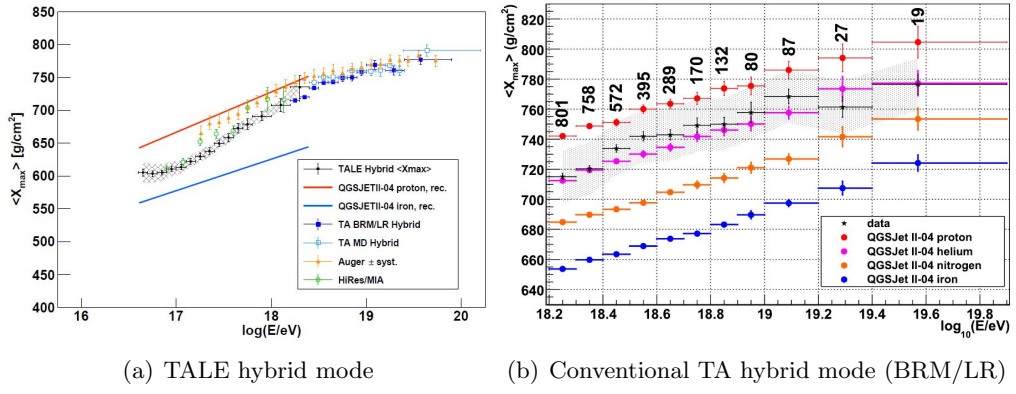 850
800
750
700
650
600
550
500
450
400
<X_max> [g/cm²]
16 17 18 19 20
log(E/eV)
TALE Hybrid <Xmax>
QGSJETII-04 proton, rec.
QGSJETII-04 iron, rec.
TA BRM/LR Hybrid
TA MD Hybrid
Auger ± syst.
HiRes/MIA
(a) TALE hybrid mode
<X_max> (g/cm²)
820
800
780
760
740
720
700
680
660
640
801 758 572 395 289 170 132 80 87 27 19
data
QGSJet II-04 proton
QGSJet II-04 helium
QGSJet II-04 nitrogen
QGSJet II-04 iron
18.2 18.4 18.6 18.8 19 19.2 19.4 19.6 19.8
log₁₀(E/eV)
(b) Conventional TA hybrid mode (BRM/LR)